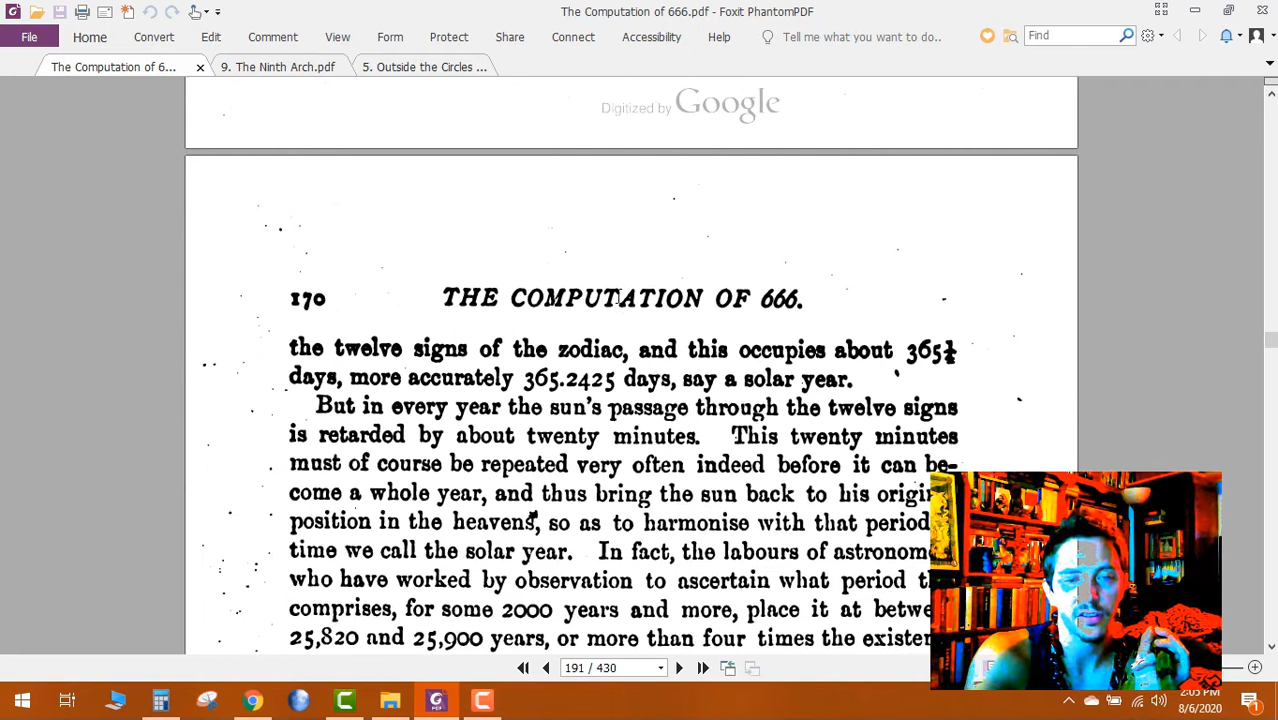 The Computation of 666.pdf - Foxit PhantomPDF
File Home Convert Edit Comment View Form Protect Share Connect Accessibility Help Tell me what you want to do.. Find
The Computation of 6... 9. The Ninth Arch.pdf 5. Outside the Circles ...
Digitized by Google
170 THE COMPUTATION OF 666.
the twelve signs of the zodiac, and this occupies about 365¼
days, more accurately 365.2425 days, say a solar year.
But in every year the sun's passage through the twelve signs
is retarded by about twenty minutes. This twenty minutes
must of course be repeated very often indeed before it can be-
come a whole year, and thus bring the sun back to his origin
position in the heavens, so as to harmonise with that period
time we call the solar year. In fact, the labours of astronom
who have worked by observation to ascertain what period th
comprises, for some 2000 years and more, place it at betwe
25,820 and 25,900 years, or more than four times the existen
191 / 430
2:05 PM
8/6/2020